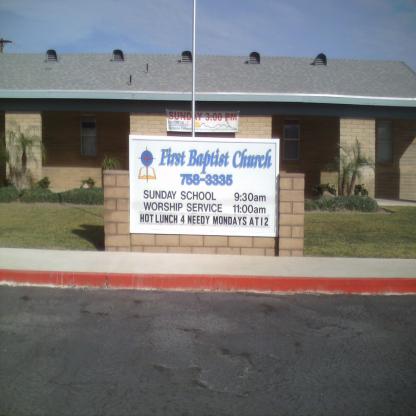 SUNDAY 3:00 PM
First Baptist Church
758-3335
SUNDAY SCHOOL 9:30am
WORSHIP SERVICE 11:00am
HOT LUNCH 4 NEEDY MONDAYS AT 12